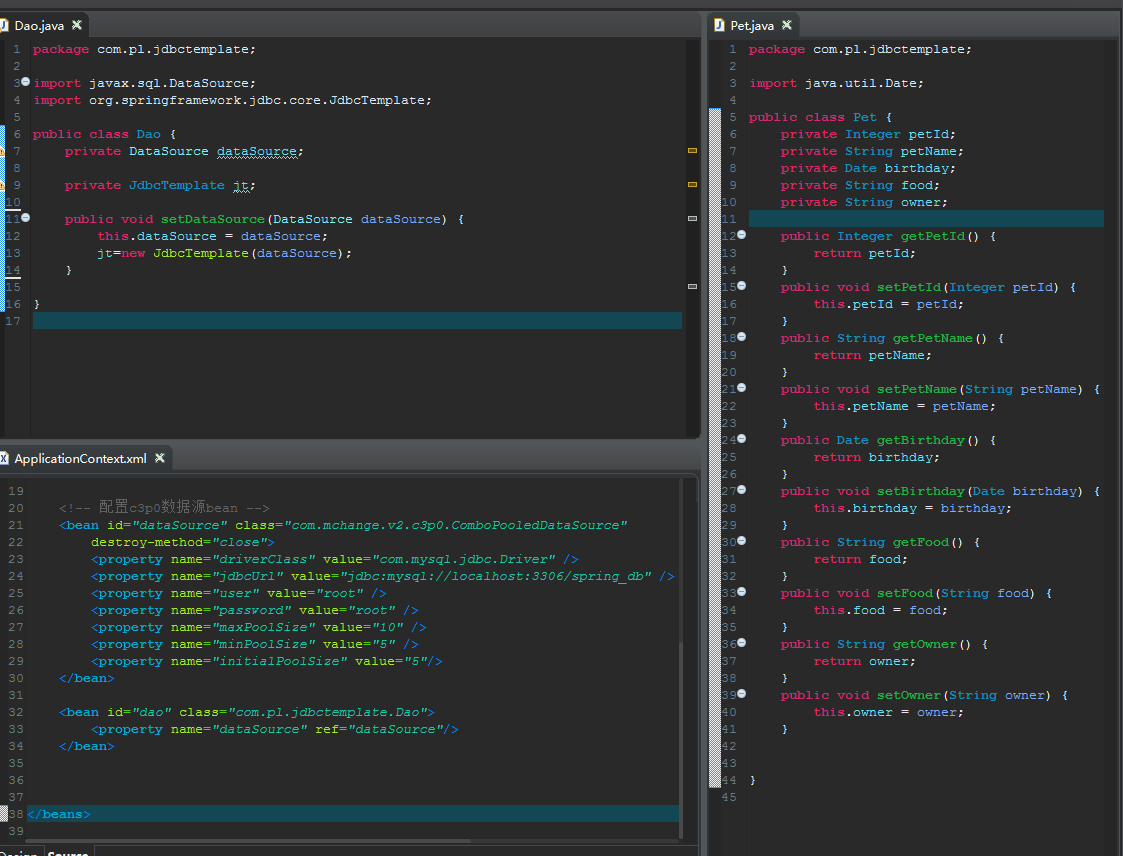 Dao.java
1 package com.pl.jdbctemplate;
2
3 import javax.sql.DataSource;
4 import org.springframework.jdbc.core.JdbcTemplate;
5
6 public class Dao {
7 private DataSource dataSource;
8
9 private JdbcTemplate jt;
10
11 public void setDataSource(DataSource dataSource) {
12 this.dataSource = dataSource;
13 jt=new JdbcTemplate(dataSource);
14 }
15
16 }
17
ApplicationContext.xml
19
20 <!-- 配置c3p0数据源bean -->
21 <bean id="dataSource" class="com.mchange.v2.c3p0.ComboPooledDataSource"
22 destroy-method="close">
23 <property name="driverClass" value="com.mysql.jdbc.Driver" />
24 <property name="jdbcUrl" value="jdbc:mysql://localhost:3306/spring_db" />
25 <property name="user" value="root" />
26 <property name="password" value="root" />
27 <property name="maxPoolSize" value="10" />
28 <property name="minPoolSize" value="5" />
29 <property name="initialPoolSize" value="5"/>
30 </bean>
31
32 <bean id="dao" class="com.pl.jdbctemplate.Dao">
33 <property name="dataSource" ref="dataSource"/>
34 </bean>
35
36
37
38 </beans>
39
Design Source
Pet.java
1 package com.pl.jdbctemplate;
2
3 import java.util.Date;
4
5 public class Pet {
6 private Integer petId;
7 private String petName;
8 private Date birthday;
9 private String food;
10 private String owner;
11
12 public Integer getPetId() {
13 return petId;
14 }
15 public void setPetId(Integer petId) {
16 this.petId = petId;
17 }
18 public String getPetName() {
19 return petName;
20 }
21 public void setPetName(String petName) {
22 this.petName = petName;
23 }
24 public Date getBirthday() {
25 return birthday;
26 }
27 public void setBirthday(Date birthday) {
28 this.birthday = birthday;
29 }
30 public String getFood() {
31 return food;
32 }
33 public void setFood(String food) {
34 this.food = food;
35 }
36 public String getOwner() {
37 return owner;
38 }
39 public void setOwner(String owner) {
40 this.owner = owner;
41 }
42
43
44 }
45